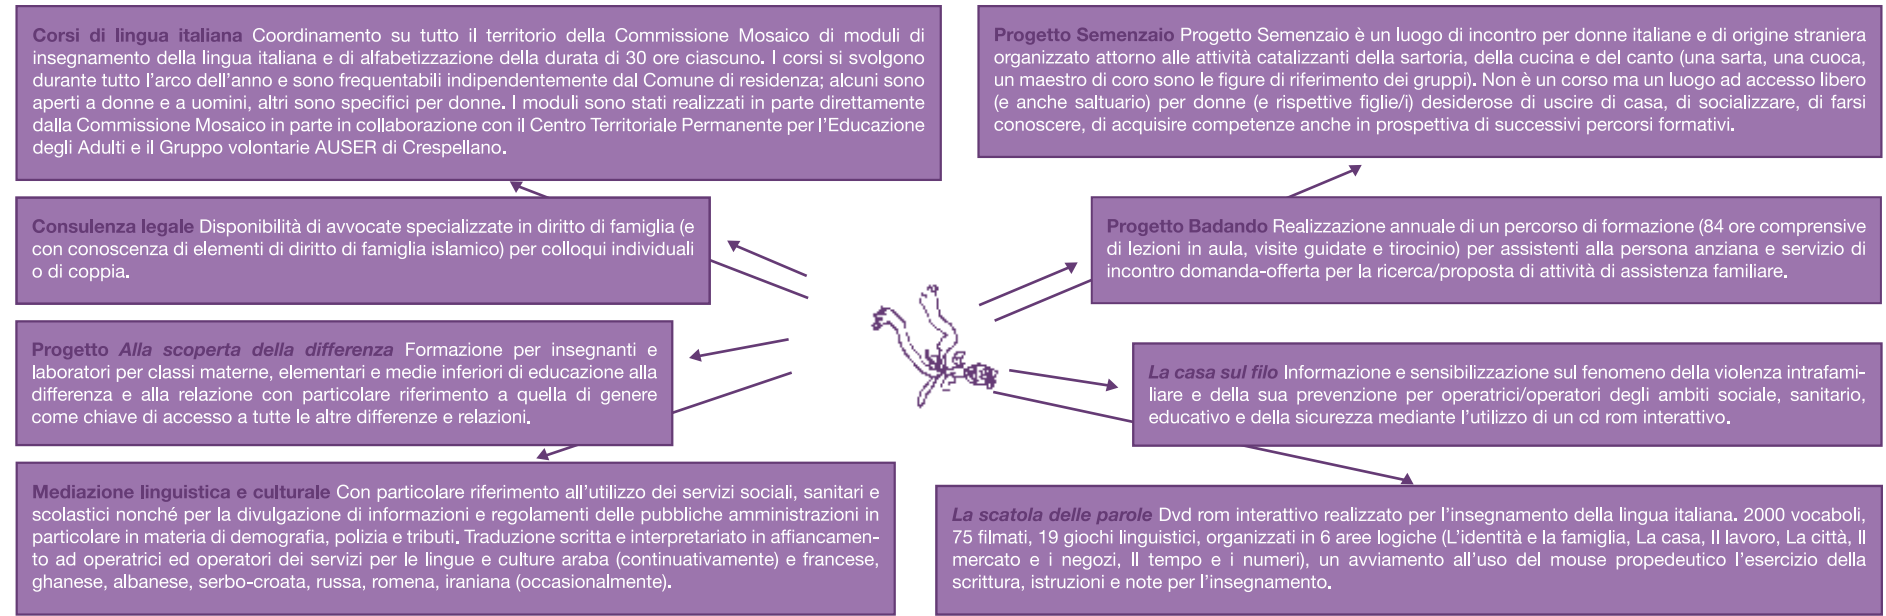 Corsi di lingua italiana Coordinamento su tutto il territorio della Commissione Mosaico di moduli di
insegnamento della lingua italiana e di alfabetizzazione della durata di 30 ore ciascuno. I corsi si svolgono
durante tutto l'arco dell'anno e sono frequentabili indipendentemente dal Comune di residenza; alcuni sono
aperti a donne e a uomini, altri sono specifici per donne. I moduli sono stati realizzati in parte direttamente
dalla Commissione Mosaico in parte in collaborazione con il Centro Territoriale Permanente per l'Educazione
degli Adulti e il Gruppo volontarie AUSER di Crespellano.
Consulenza legale Disponibilità di avvocate specializzate in diritto di famiglia (e
con conoscenza di elementi di diritto di famiglia islamico) per colloqui individuali
o di coppia.
Progetto Alla scoperta della differenza Formazione per insegnanti e
laboratori per classi materne, elementari e medie inferiori di educazione alla
differenza e alla relazione con particolare riferimento a quella di genere
come chiave di accesso a tutte le altre differenze e relazioni.
Mediazione linguistica e culturale Con particolare riferimento all'utilizzo dei servizi sociali, sanitari e
scolastici nonché per la divulgazione di informazioni e regolamenti delle pubbliche amministrazioni in
particolare in materia di demografia, polizia e tributi. Traduzione scritta e interpretariato in affiancamen-
to ad operatrici ed operatori dei servizi per le lingue e culture araba (continuativamente) e francese,
ghanese, albanese, serbo-croata, russa, romena, iraniana (occasionalmente).
Progetto Semenzaio Progetto Semenzaio è un luogo di incontro per donne italiane e di origine straniera
organizzato attorno alle attività catalizzanti della sartoria, della cucina e del canto (una sarta, una cuoca,
un maestro di coro sono le figure di riferimento dei gruppi). Non è un corso ma un luogo ad accesso libero
(e anche saltuario) per donne (e rispettive figlie/i) desiderose di uscire di casa, di socializzare, di farsi
conoscere, di acquisire competenze anche in prospettiva di successivi percorsi formativi.
Progetto Badando Realizzazione annuale di un percorso di formazione (84 ore comprensive
di lezioni in aula, visite guidate e tirocinio) per assistenti alla persona anziana e servizio di
incontro domanda-offerta per la ricerca/proposta di attività di assistenza familiare.
La casa sul filo Informazione e sensibilizzazione sul fenomeno della violenza intrafami-
liare e della sua prevenzione per operatrici/operatori degli ambiti sociale, sanitario,
educativo e della sicurezza mediante l'utilizzo di un cd rom interattivo.
La scatola delle parole Dvd rom interattivo realizzato per l'insegnamento della lingua italiana. 2000 vocaboli,
75 filmati, 19 giochi linguistici, organizzati in 6 aree logiche (L'identità e la famiglia, La casa, Il lavoro, La città, Il
mercato e i negozi, Il tempo e i numeri), un avviamento all'uso del mouse propedeutico l'esercizio della
scrittura, istruzioni e note per l'insegnamento.